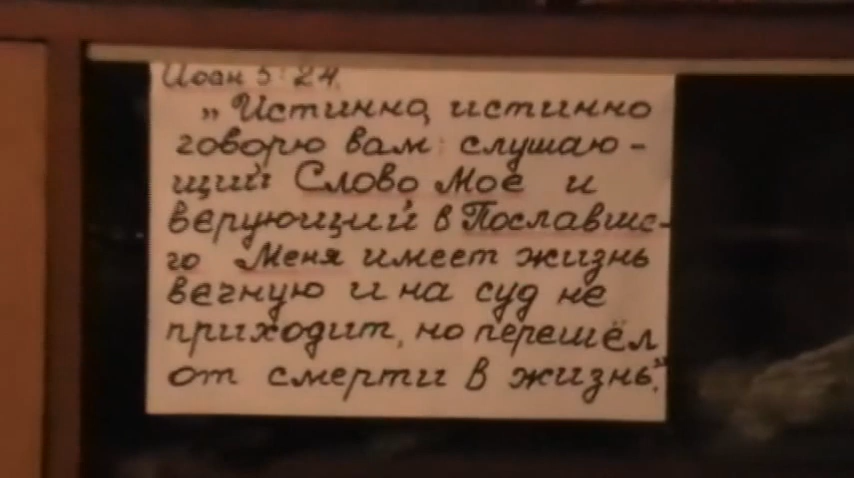 Иоан 5:24.
„Истинно, истинно
говорю вам: слушаю-
щий Слово Мое и
верующий в Пославше-
го Меня имеет жизнь
вечную и на суд не
приходит, но перешёл
от смерти в жизнь."